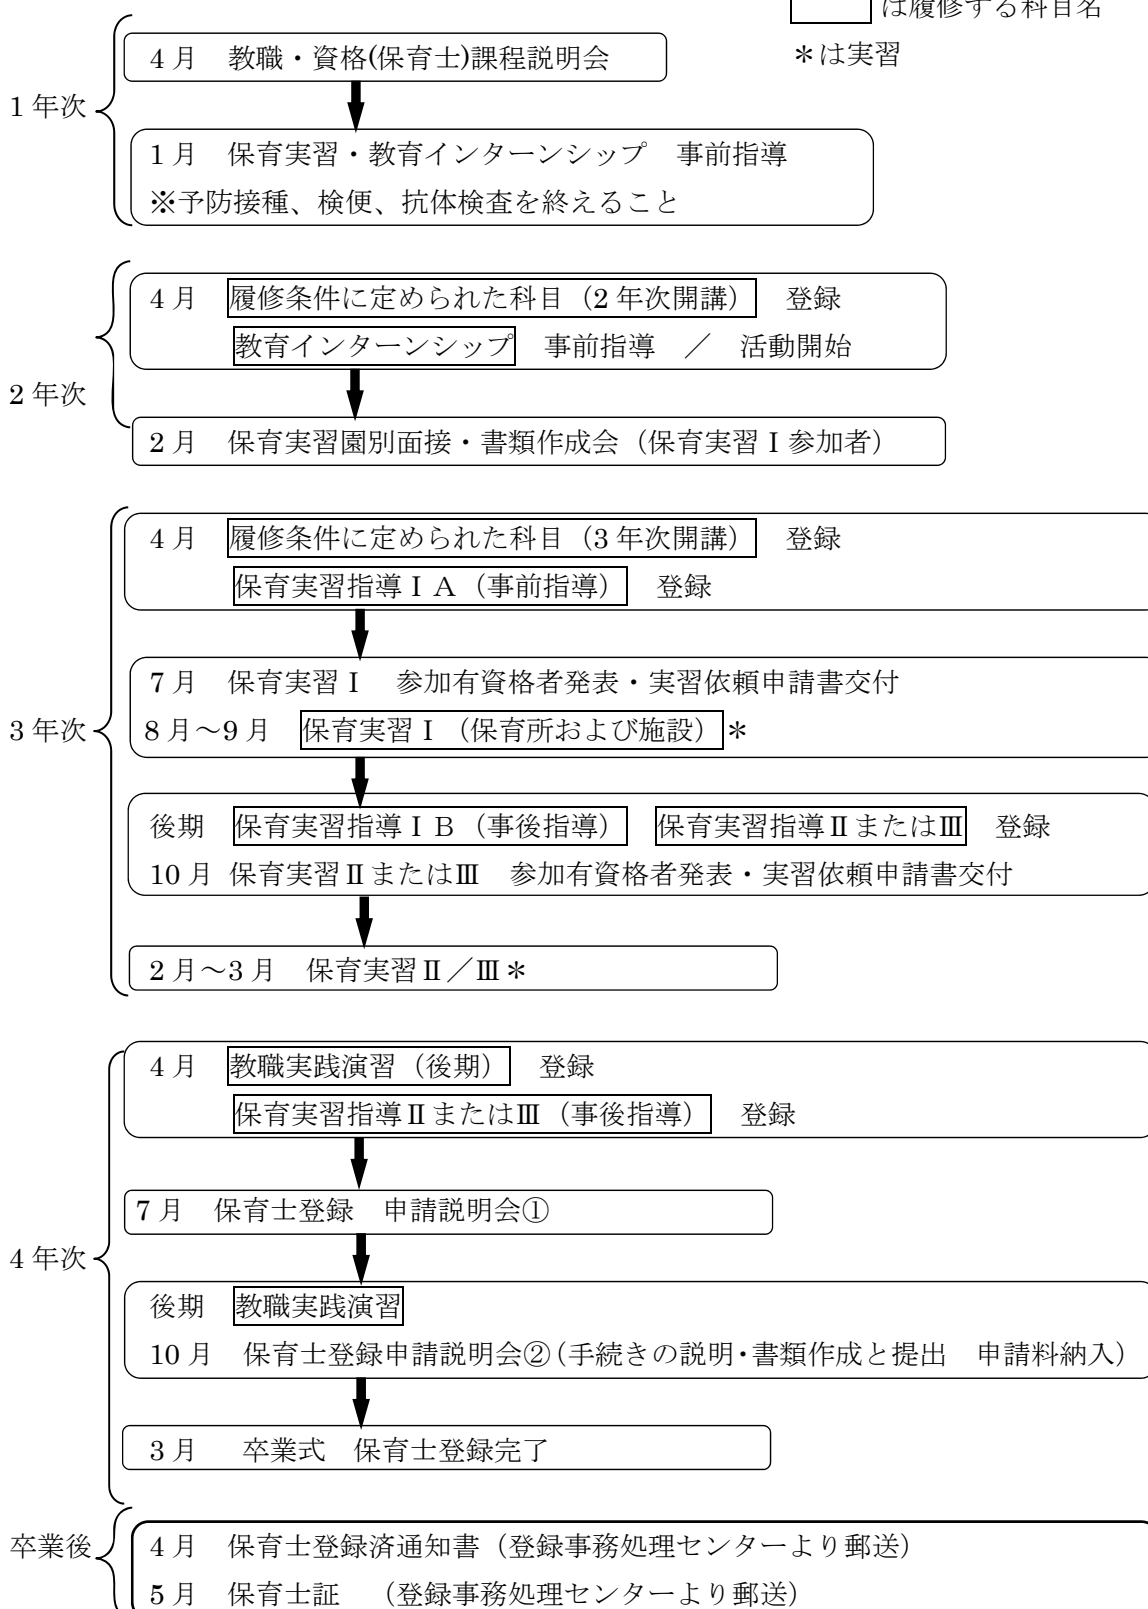 は履修する科目名
＊は実習
1年次
4月　教職・資格(保育士)課程説明会
1月　保育実習・教育インターンシップ　事前指導
※予防接種、検便、抗体検査を終えること
2年次
4月　履修条件に定められた科目（2年次開講）　登録
教育インターンシップ　事前指導　／　活動開始
2月　保育実習園別面接・書類作成会（保育実習Ⅰ参加者）
3年次
4月　履修条件に定められた科目（3年次開講）　登録
保育実習指導ⅠA（事前指導）　登録
7月　保育実習Ⅰ　参加有資格者発表・実習依頼申請書交付
8月～9月　保育実習Ⅰ（保育所および施設）＊
後期　保育実習指導ⅠB（事後指導）　保育実習指導ⅡまたはⅢ　登録
10月　保育実習ⅡまたはⅢ　参加有資格者発表・実習依頼申請書交付
2月～3月　保育実習Ⅱ／Ⅲ＊
4年次
4月　教職実践演習（後期）　登録
保育実習指導ⅡまたはⅢ（事後指導）　登録
7月　保育士登録　申請説明会①
後期　教職実践演習
10月　保育士登録申請説明会②（手続きの説明・書類作成と提出　申請料納入）
3月　卒業式　保育士登録完了
卒業後
4月　保育士登録済通知書（登録事務処理センターより郵送）
5月　保育士証　（登録事務処理センターより郵送）